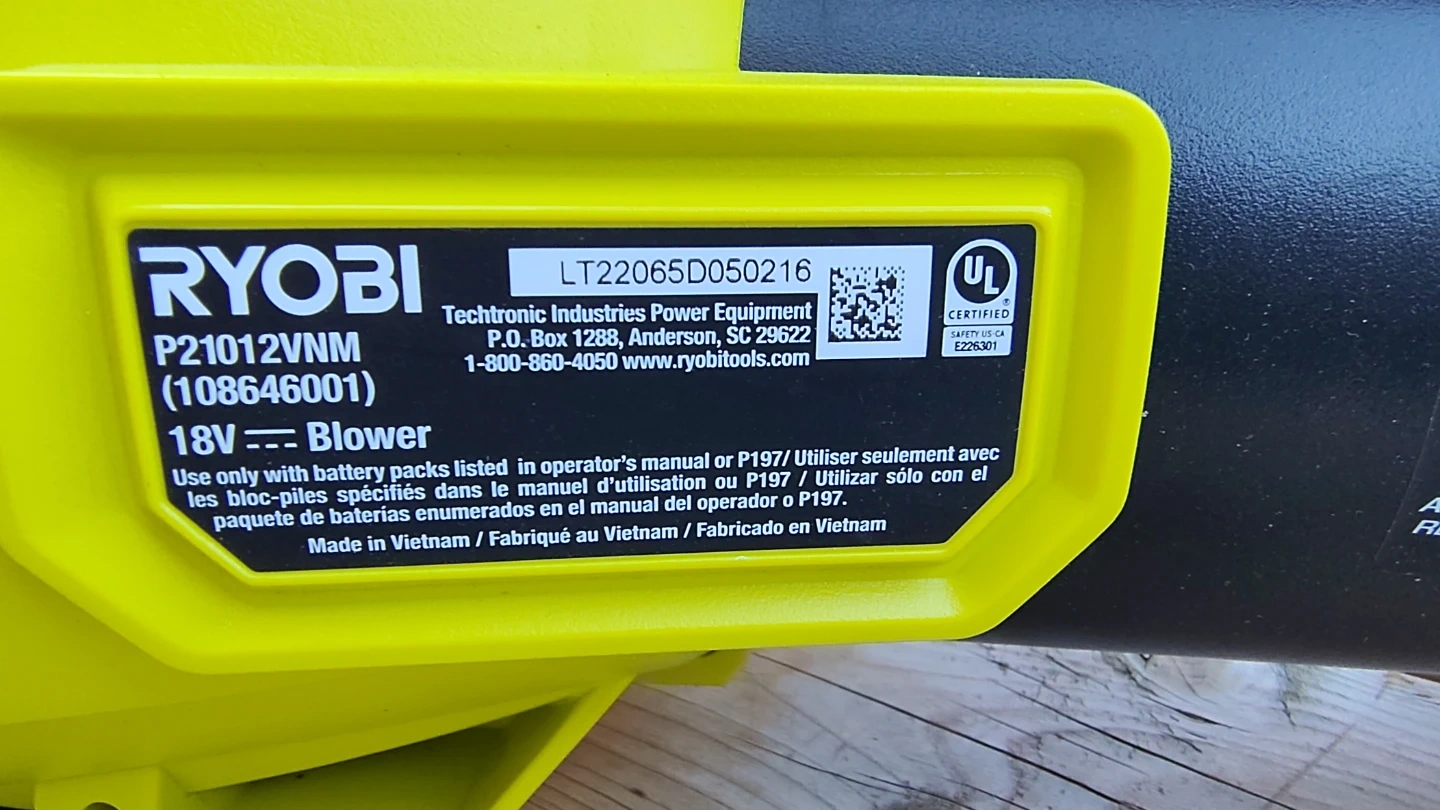 RYOBI
LT22065D050216
Techtronic Industries Power Equipment
P.O. Box 1288, Anderson, SC 29622
1-800-860-4050 www.ryobitools.com
UL
®
CERTIFIED
SAFETY US-CA
E226301
P21012VNM
(108646001)
18V Blower
Use only with battery packs listed in operator's manual or P197/ Utiliser seulement avec
les bloc-piles spécifiés dans le manuel d'utilisation ou P197 / Utilizar sólo con el
paquete de baterías enumerados en el manual del operador o P197.
Made in Vietnam / Fabriqué au Vietnam / Fabricado en Vietnam